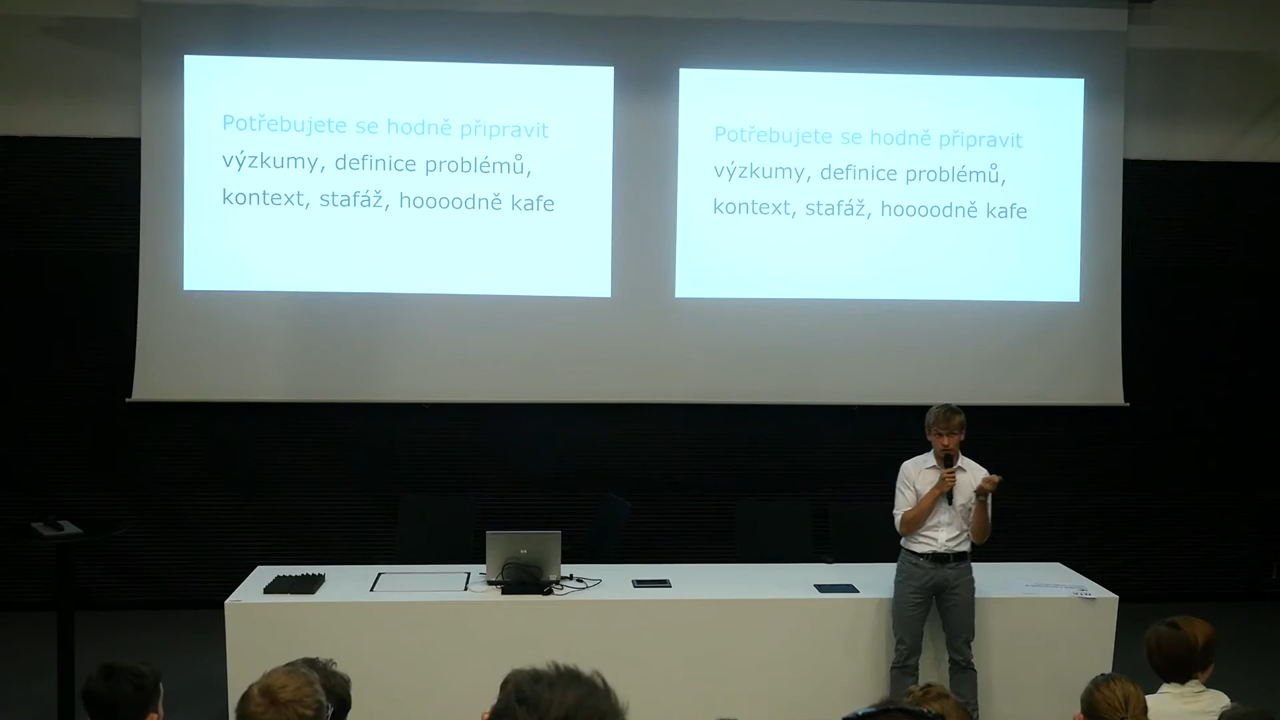 Potřebujete se hodně připravit
výzkumy, definice problémů,
kontext, stafáž, hoooodně kafe
Potřebujete se hodně připravit
výzkumy, definice problémů,
kontext, stafáž, hoooodně kafe